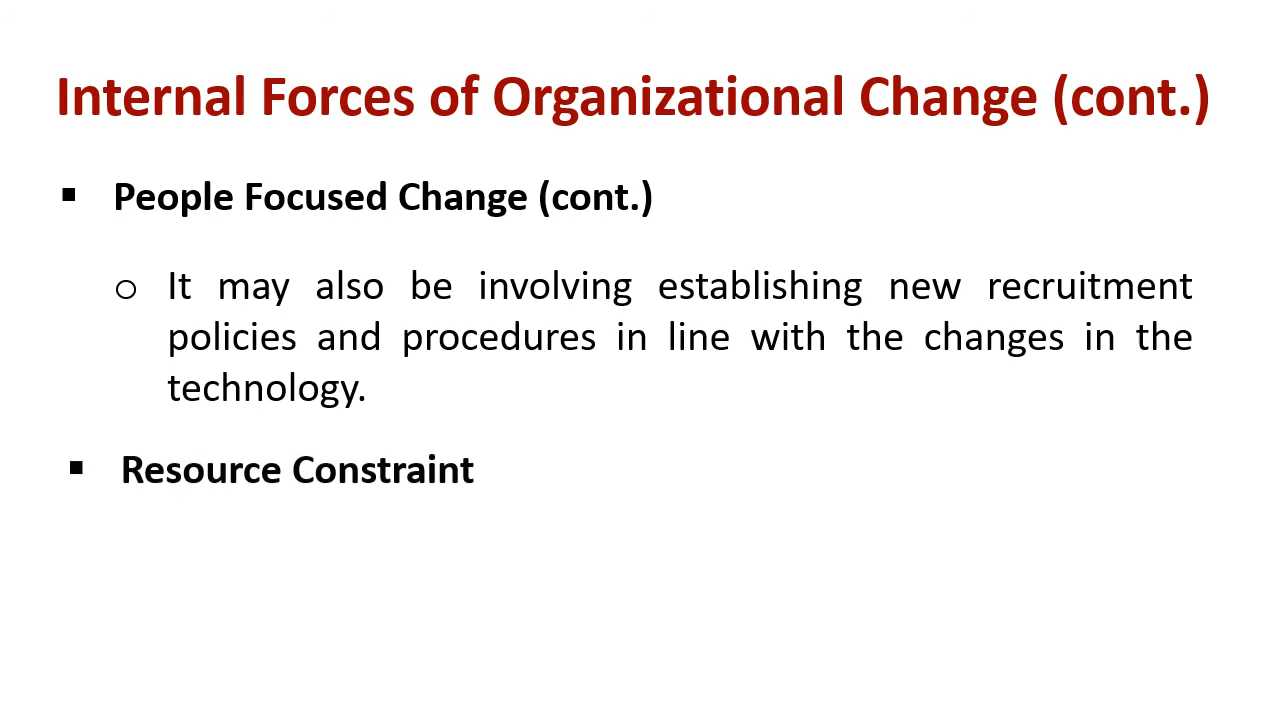 Internal Forces of Organizational Change (cont.)
▪ People Focused Change (cont.)
o It may also be involving establishing new recruitment
policies and procedures in line with the changes in the
technology.
▪ Resource Constraint